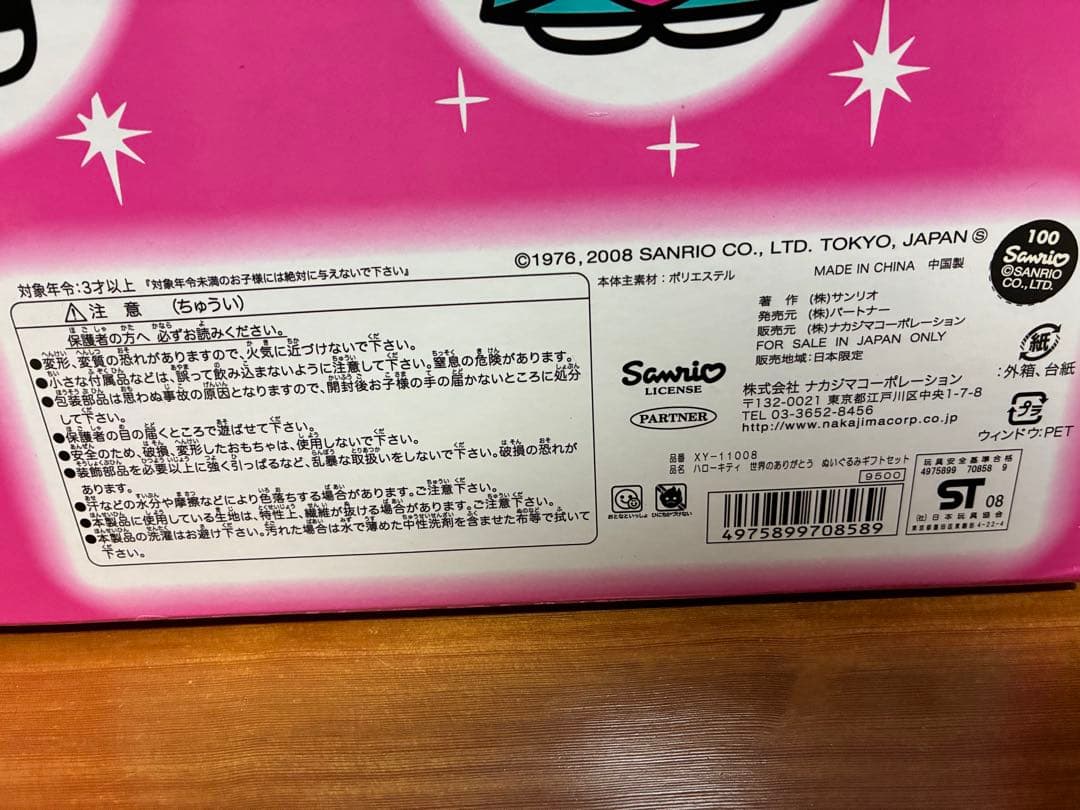 ©1976, 2008 SANRIO CO., LTD. TOKYO, JAPAN Ⓢ
100
Sanrio
©SANRIO
CO., LTD.
対象年令:3才以上 『対象年令未満のお子様には絶対に与えないで下さい』
⚠注 意 (ちゅうい)
保護者の方へ 必ずお読みください。
●変形、変質の恐れがありますので、火気に近づけないで下さい。
●小さな付属品などは、誤って飲み込まないように注意して下さい。窒息の危険があります。
●包装部品は思わぬ事故の原因となりますので、開封後お子様の手の届かないところに処分
して下さい。
●保護者の目の届くところで遊ばせて下さい。
●安全のため、破損、変形したおもちゃは、使用しないで下さい。
●装飾部品を必要以上に強く引っぱるなど、乱暴な取扱いをしないで下さい。破損の恐れが
あります。
●汗などの水分や摩擦などにより色落ちする場合があります。ご注意下さい。
●本製品に使用している生地は、特性上、繊維が抜ける場合があります。ご注意下さい。
●本製品の洗濯はお避け下さい。汚れた場合は水で薄めた中性洗剤を含ませた布等で拭いて
下さい。
本体主素材:ポリエステル
MADE IN CHINA 中国製
著 作 (株)サンリオ
発売元 (株)パートナー
販売元 (株)ナカジマコーポレーション
FOR SALE IN JAPAN ONLY
販売地域:日本限定
Sanrio
LICENSE
PARTNER
株式会社 ナカジマコーポレーション
〒132-0021 東京都江戸川区中央1-7-8
TEL 03-3652-8456
http://www.nakajimacorp.co.jp
紙
:外箱、台紙
プラ
ウィンドウ:PET
品番 XY-11008
品名 ハローキティ 世界のありがとう ぬいぐるみギフトセット
9500
おとなといっしょ
ひにちかづけない
4975899708589
玩具安全基準合格
4975899 70858 9
ST 08
(社)日本玩具協会
東京都墨田区東駒形4-22-4